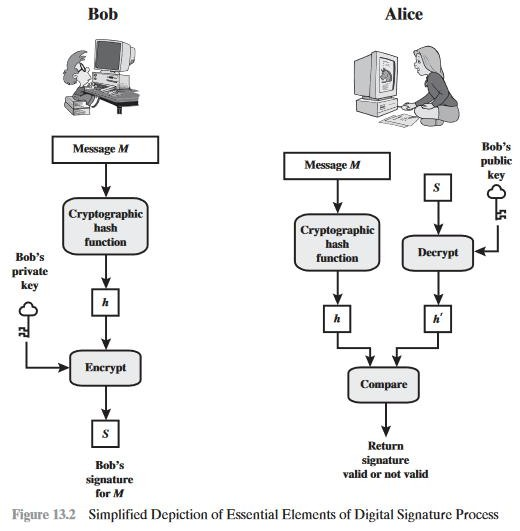 Bob
Message M
Cryptographic
hash
function
Bob's
private
key
h
Encrypt
S
Bob's
signature
for M
Alice
Message M
Bob's
public
key
S
Cryptographic
hash
function
Decrypt
h
h'
Compare
Return
signature
valid or not valid
Figure 13.2 Simplified Depiction of Essential Elements of Digital Signature Process